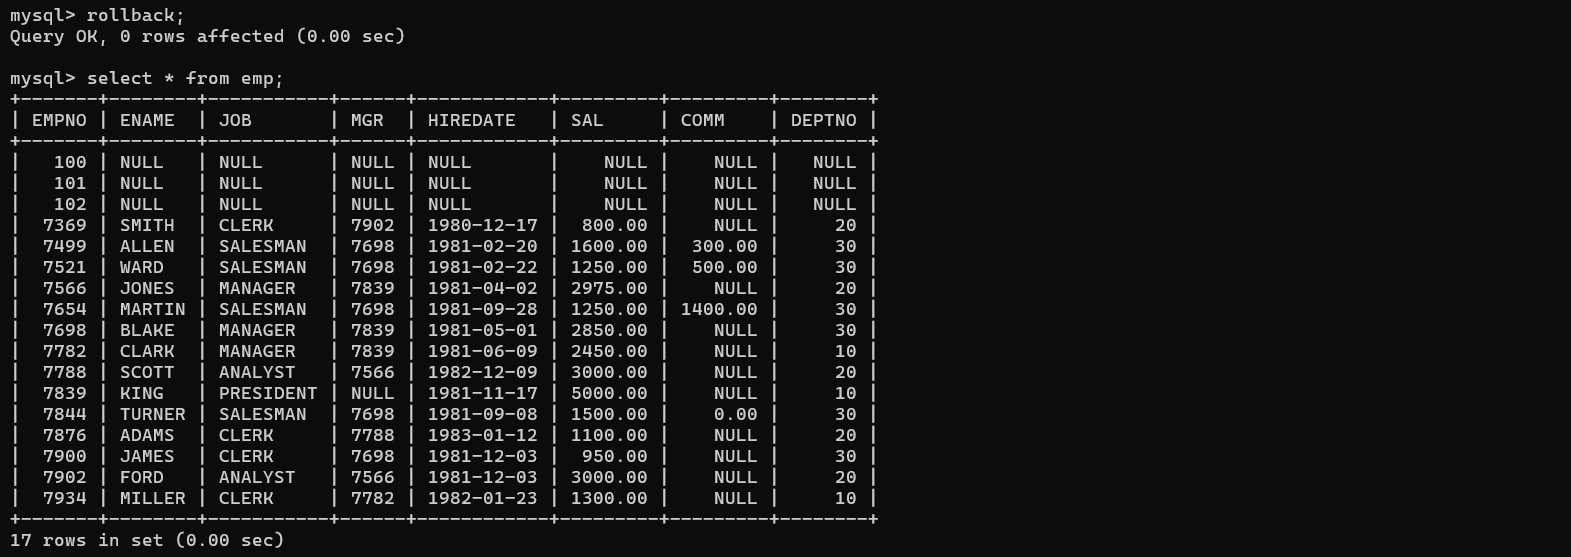 mysql> rollback;
Query OK, 0 rows affected (0.00 sec)

mysql> select * from emp;
+-------+--------+-----------+------+------------+---------+---------+--------+
| EMPNO | ENAME  | JOB       | MGR  | HIREDATE   | SAL     | COMM    | DEPTNO |
+-------+--------+-----------+------+------------+---------+---------+--------+
|   100 | NULL   | NULL      | NULL | NULL       |    NULL |    NULL |   NULL |
|   101 | NULL   | NULL      | NULL | NULL       |    NULL |    NULL |   NULL |
|   102 | NULL   | NULL      | NULL | NULL       |    NULL |    NULL |   NULL |
|  7369 | SMITH  | CLERK     | 7902 | 1980-12-17 |  800.00 |    NULL |     20 |
|  7499 | ALLEN  | SALESMAN  | 7698 | 1981-02-20 | 1600.00 |  300.00 |     30 |
|  7521 | WARD   | SALESMAN  | 7698 | 1981-02-22 | 1250.00 |  500.00 |     30 |
|  7566 | JONES  | MANAGER   | 7839 | 1981-04-02 | 2975.00 |    NULL |     20 |
|  7654 | MARTIN | SALESMAN  | 7698 | 1981-09-28 | 1250.00 | 1400.00 |     30 |
|  7698 | BLAKE  | MANAGER   | 7839 | 1981-05-01 | 2850.00 |    NULL |     30 |
|  7782 | CLARK  | MANAGER   | 7839 | 1981-06-09 | 2450.00 |    NULL |     10 |
|  7788 | SCOTT  | ANALYST   | 7566 | 1982-12-09 | 3000.00 |    NULL |     20 |
|  7839 | KING   | PRESIDENT | NULL | 1981-11-17 | 5000.00 |    NULL |     10 |
|  7844 | TURNER | SALESMAN  | 7698 | 1981-09-08 | 1500.00 |    0.00 |     30 |
|  7876 | ADAMS  | CLERK     | 7788 | 1983-01-12 | 1100.00 |    NULL |     20 |
|  7900 | JAMES  | CLERK     | 7698 | 1981-12-03 |  950.00 |    NULL |     30 |
|  7902 | FORD   | ANALYST   | 7566 | 1981-12-03 | 3000.00 |    NULL |     20 |
|  7934 | MILLER | CLERK     | 7782 | 1982-01-23 | 1300.00 |    NULL |     10 |
+-------+--------+-----------+------+------------+---------+---------+--------+
17 rows in set (0.00 sec)